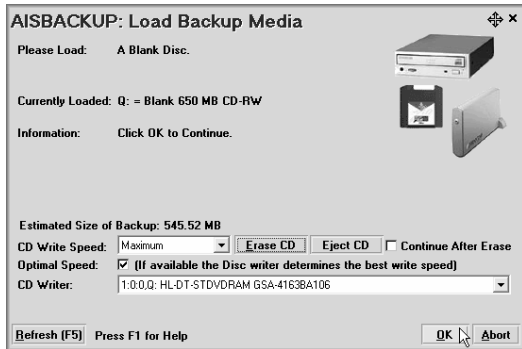 AISBACKUP: Load Backup Media
Please Load: A Blank Disc.
Currently Loaded: Q: = Blank 650 MB CD-RW
Information: Click OK to Continue.
Estimated Size of Backup: 545.52 MB
CD Write Speed: Maximum Erase CD Eject CD Continue After Erase
Optimal Speed: (If available the Disc writer determines the best write speed)
CD Writer: 1:0:0,Q: HL-DT-STDVDRAM GSA-4163BA106
Refresh (F5) Press F1 for Help OK Abort